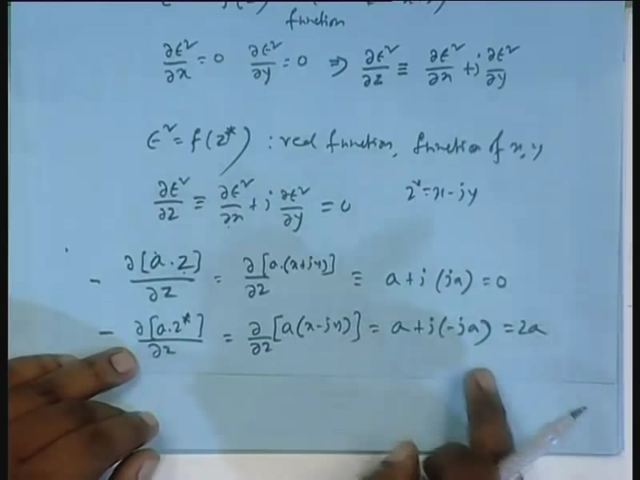 function
∂ε²/∂x = 0 ∂ε²/∂y = 0 ⇒ ∂ε²/∂z ≡ ∂ε²/∂x + j ∂ε²/∂y
ε² = f(z*) : real function, function of x, y
∂ε²/∂z ≡ ∂ε²/∂x + j ∂ε²/∂y = 0 z* = x - jy
- ∂[a·z]/∂z = ∂[a·(x+jy)]/∂z ≡ a + j(ja) = 0
- ∂[a·z*]/∂z = ∂/∂z [a(x-jy)] = a + j(-ja) = 2a